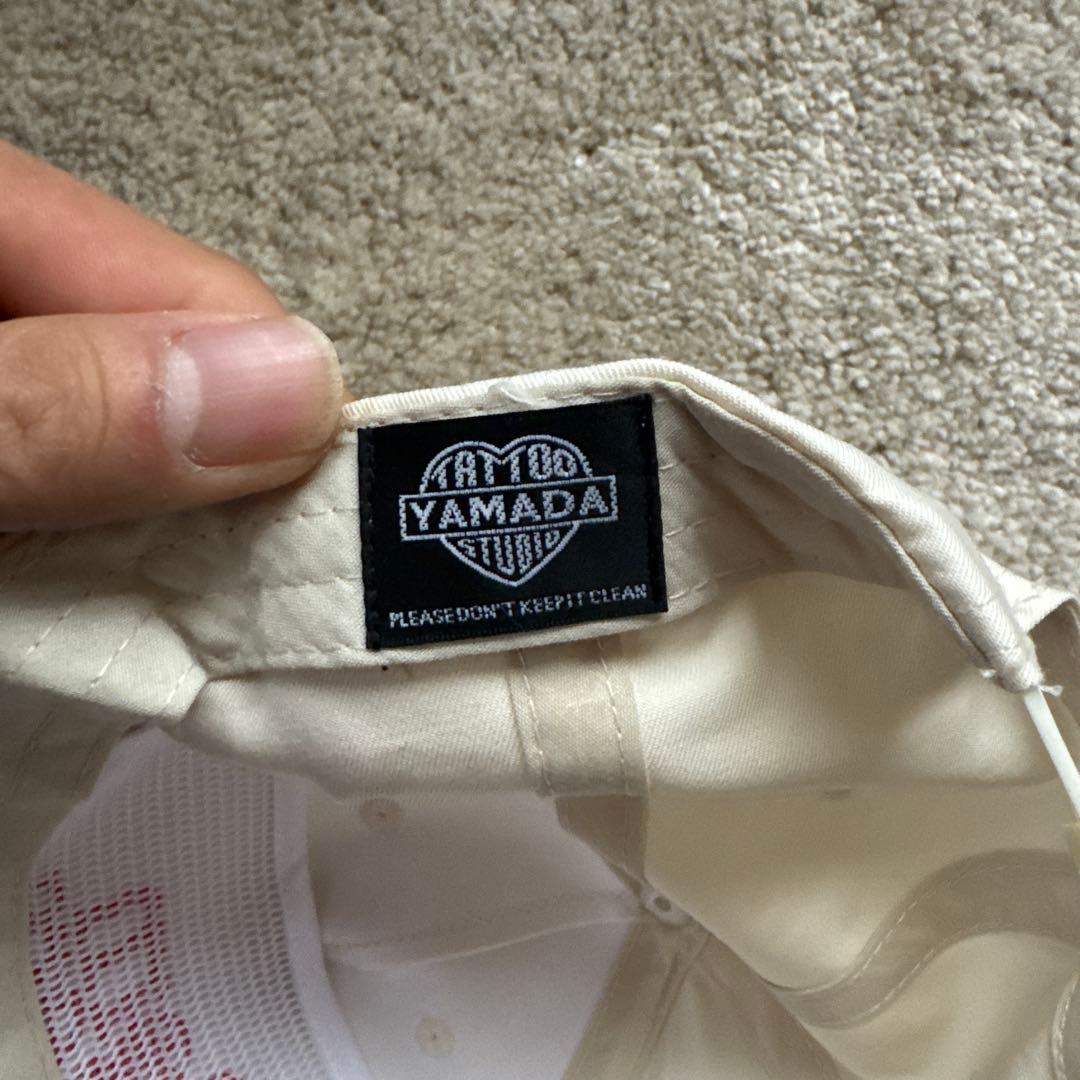 TATTOO
YAMADA
STUDIO
PLEASE DON'T KEEP IT CLEAN